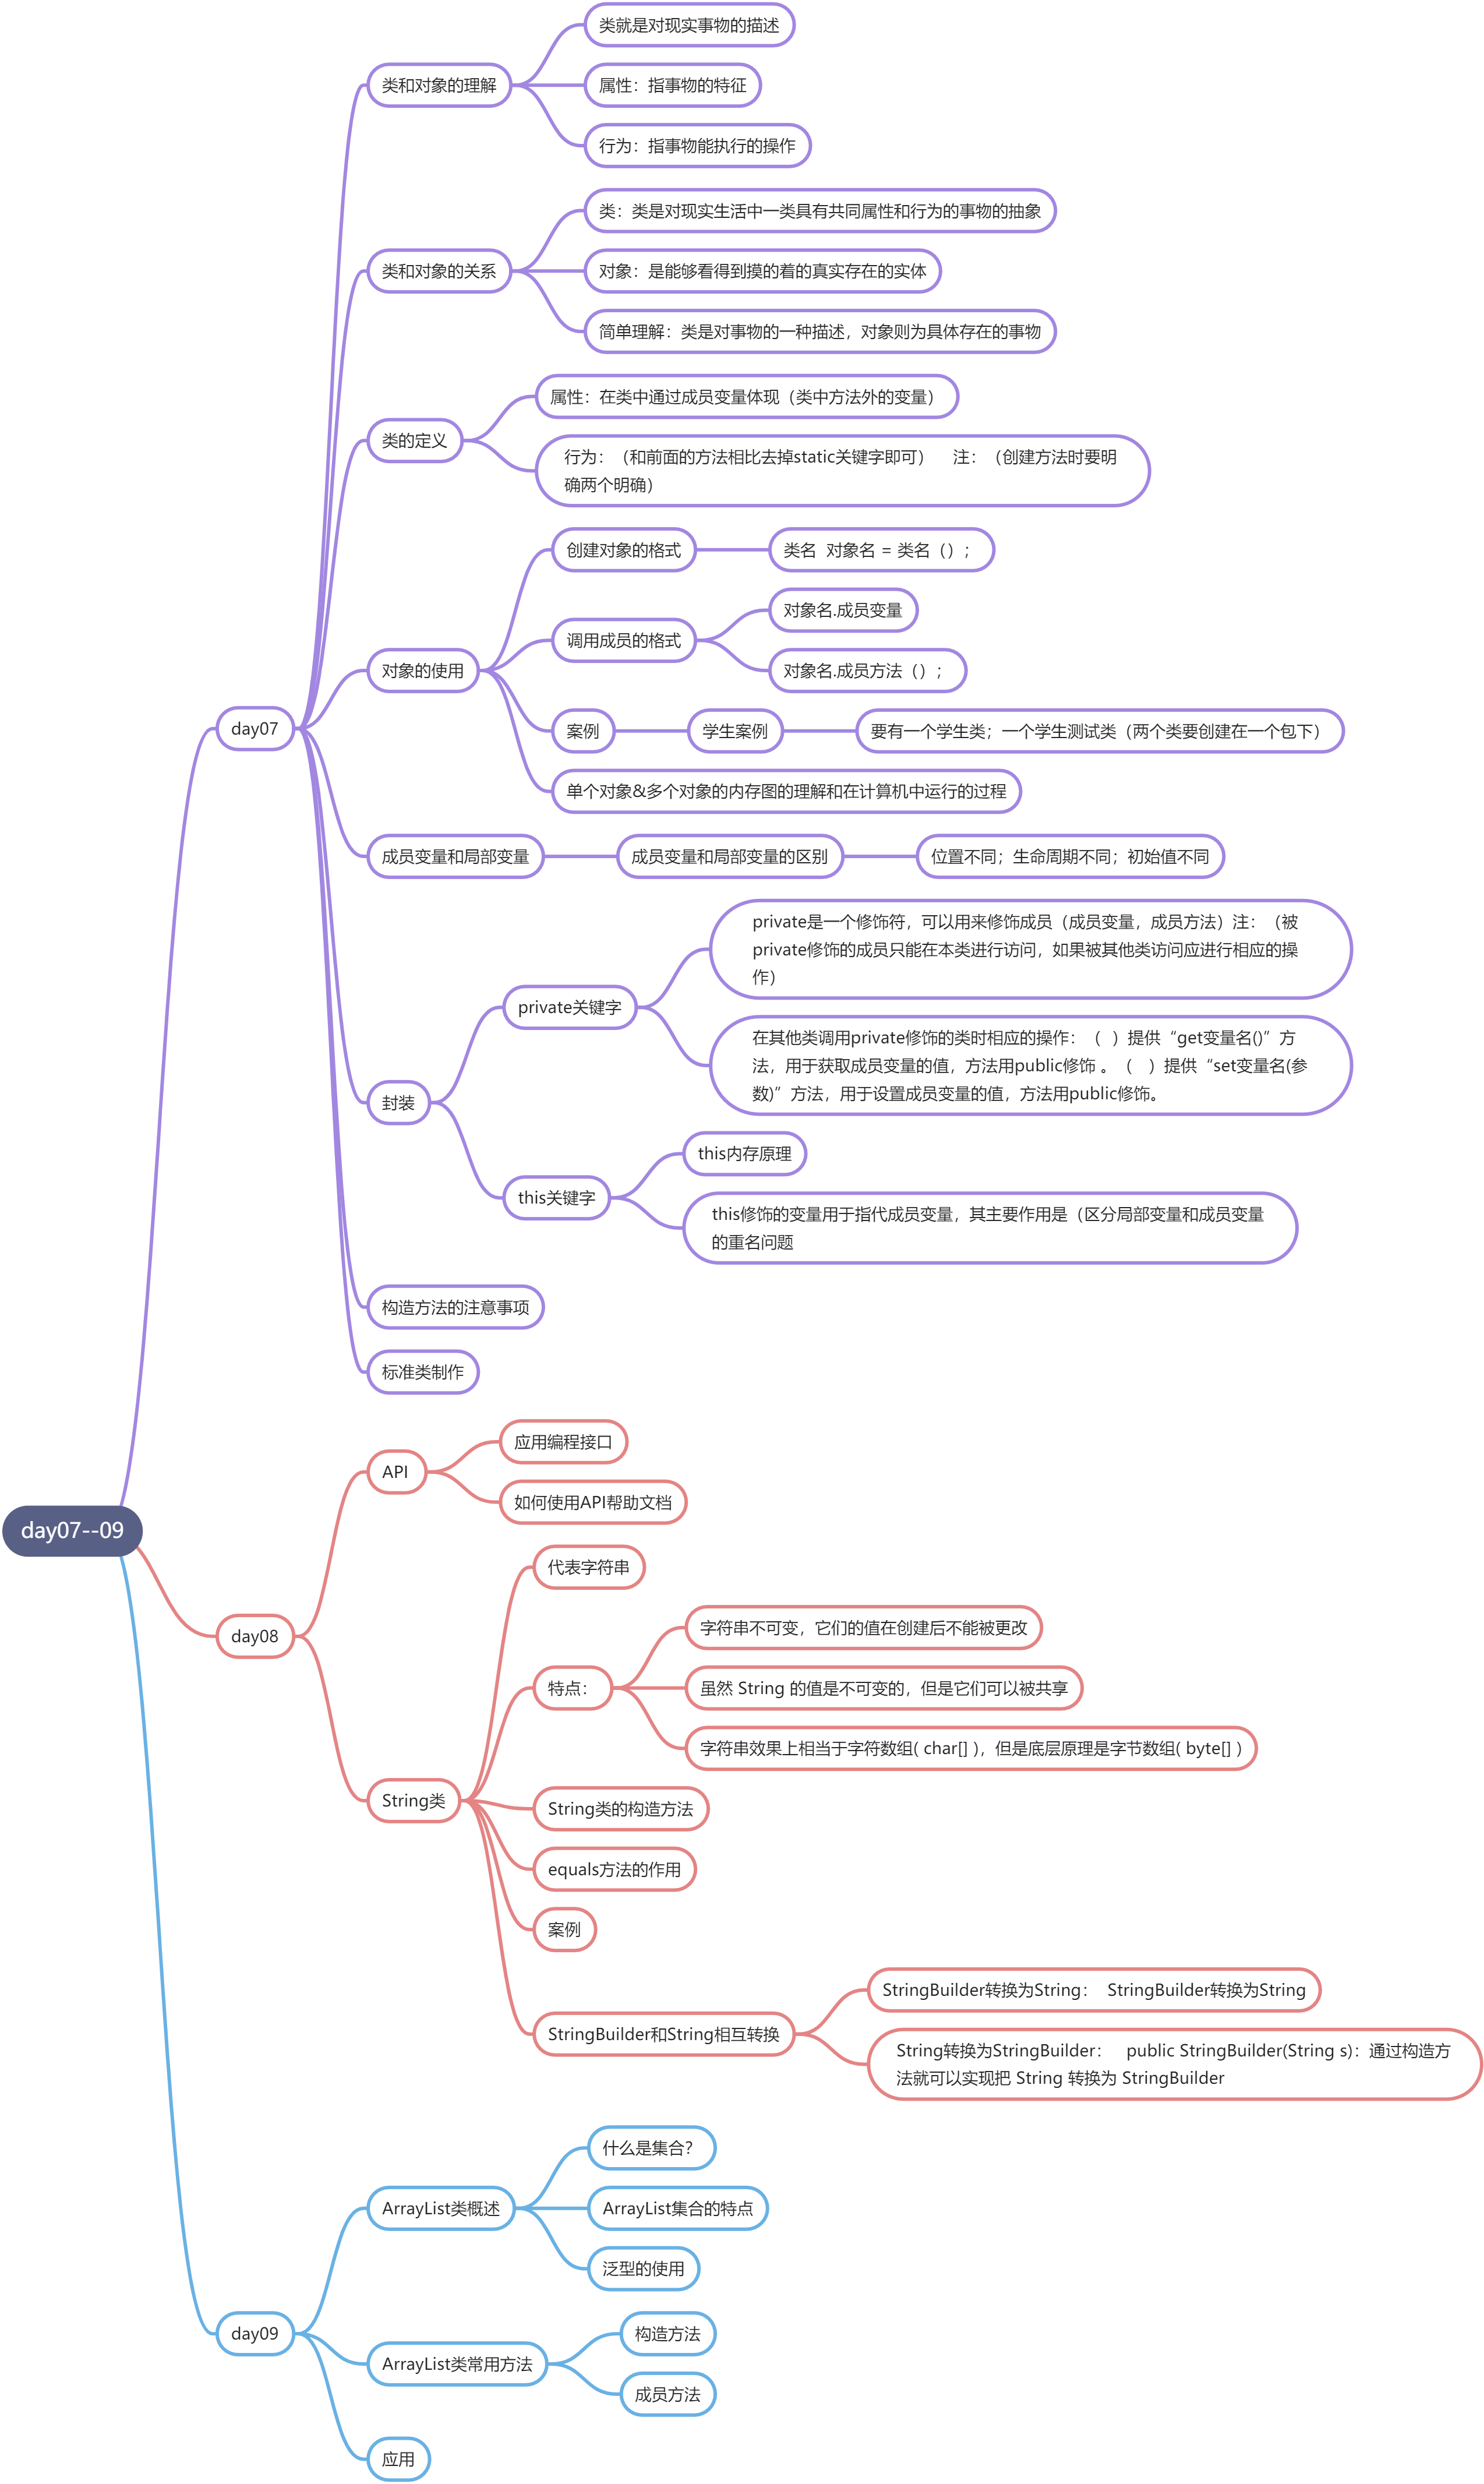 day07--09
day07
类和对象的理解
类就是对现实事物的描述
属性：指事物的特征
行为：指事物能执行的操作
类和对象的关系
类：类是对现实生活中一类具有共同属性和行为的事物的抽象
对象：是能够看得到摸的着的真实存在的实体
简单理解：类是对事物的一种描述，对象则为具体存在的事物
类的定义
属性：在类中通过成员变量体现（类中方法外的变量）
行为：（和前面的方法相比去掉static关键字即可）　注：（创建方法时要明
确两个明确）
对象的使用
创建对象的格式
类名  对象名 = 类名（）；
调用成员的格式
对象名.成员变量
对象名.成员方法（）；
案例
学生案例
要有一个学生类；一个学生测试类（两个类要创建在一个包下）
单个对象&多个对象的内存图的理解和在计算机中运行的过程
成员变量和局部变量
成员变量和局部变量的区别
位置不同；生命周期不同；初始值不同
封装
private关键字
private是一个修饰符，可以用来修饰成员（成员变量，成员方法）注：（被
private修饰的成员只能在本类进行访问，如果被其他类访问应进行相应的操
作）
在其他类调用private修饰的类时相应的操作：（  ）提供“get变量名()”方
法，用于获取成员变量的值，方法用public修饰 。（   ）提供“set变量名(参
数)”方法，用于设置成员变量的值，方法用public修饰。
this关键字
this内存原理
this修饰的变量用于指代成员变量，其主要作用是（区分局部变量和成员变量
的重名问题
构造方法的注意事项
标准类制作
day08
API
应用编程接口
如何使用API帮助文档
String类
代表字符串
特点：
字符串不可变，它们的值在创建后不能被更改
虽然 String 的值是不可变的，但是它们可以被共享
字符串效果上相当于字符数组( char[] )，但是底层原理是字节数组( byte[] )
String类的构造方法
equals方法的作用
案例
StringBuilder和String相互转换
StringBuilder转换为String：  StringBuilder转换为String
String转换为StringBuilder：   public StringBuilder(String s)：通过构造方
法就可以实现把 String 转换为 StringBuilder
day09
ArrayList类概述
什么是集合?
ArrayList集合的特点
泛型的使用
ArrayList类常用方法
构造方法
成员方法
应用